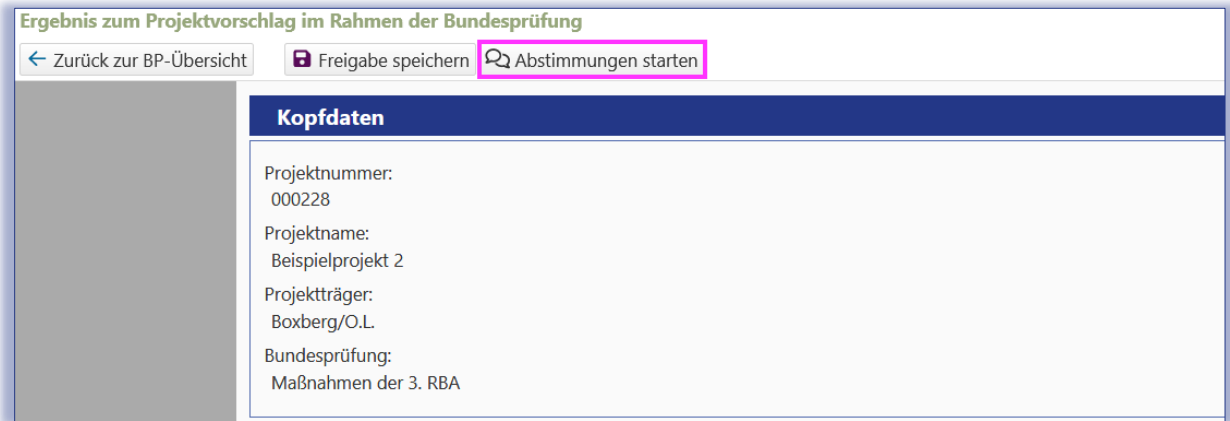 Ergebnis zum Projektvorschlag im Rahmen der Bundesprüfung
Zurück zur BP-Übersicht Freigabe speichern Abstimmungen starten
Kopfdaten
Projektnummer:
000228
Projektname:
Beispielprojekt 2
Projektträger:
Boxberg/O.L.
Bundesprüfung:
Maßnahmen der 3. RBA